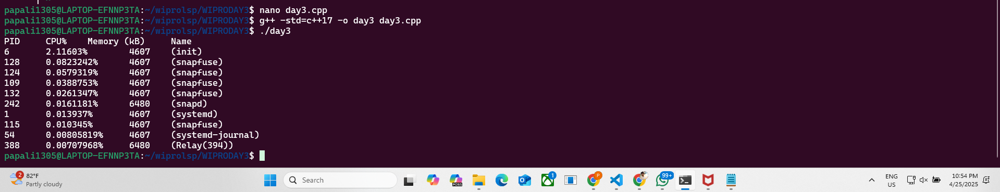 papali1305@LAPTOP-EFNNP3TA:~/wiprolsp/WIPRODAY3$ nano day3.cpp
papali1305@LAPTOP-EFNNP3TA:~/wiprolsp/WIPRODAY3$ g++ -std=c++17 -o day3 day3.cpp
papali1305@LAPTOP-EFNNP3TA:~/wiprolsp/WIPRODAY3$ ./day3
PID     CPU%    Memory (kB)     Name
6       2.11603%        4607    (init)
128     0.0823242%      4607    (snapfuse)
124     0.0579319%      4607    (snapfuse)
109     0.0388753%      4607    (snapfuse)
132     0.0261347%      4607    (snapfuse)
242     0.0161181%      6480    (snapd)
1       0.013937%       4607    (systemd)
115     0.010345%       4607    (snapfuse)
54      0.00805819%     4607    (systemd-journal)
388     0.00707968%     6480    (Relay(394))
papali1305@LAPTOP-EFNNP3TA:~/wiprolsp/WIPRODAY3$
2
82°F
Partly cloudy
Search
M365
1
P
99+
ENG
US
10:54 PM
4/25/2025